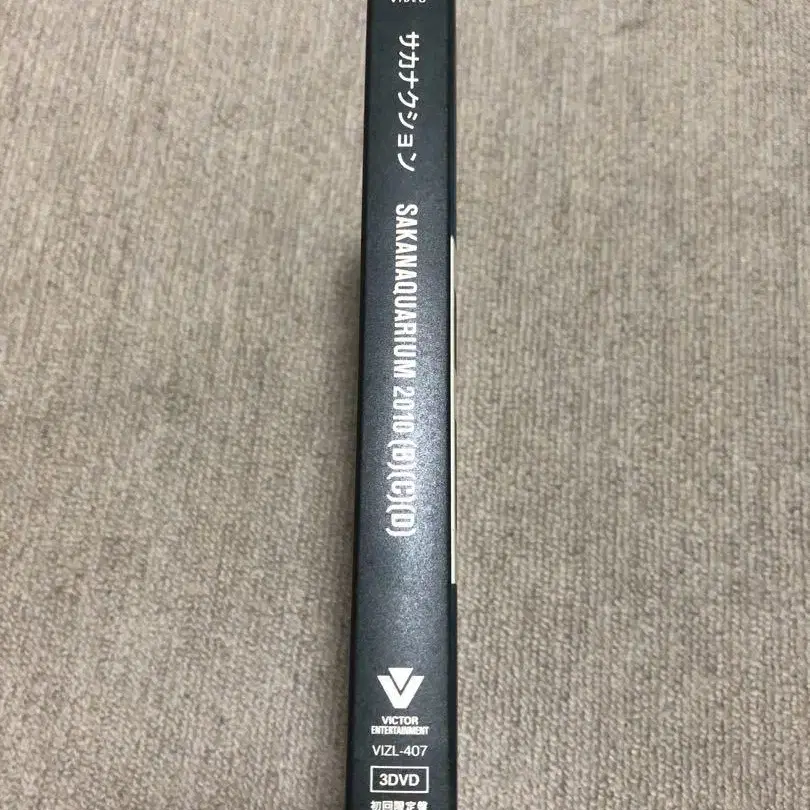 サカナクション
SAKANAQUARIUM 2010 (B)(C)(D)
VICTOR
ENTERTAINMENT
VIZL-407
3DVD
初回限定盤